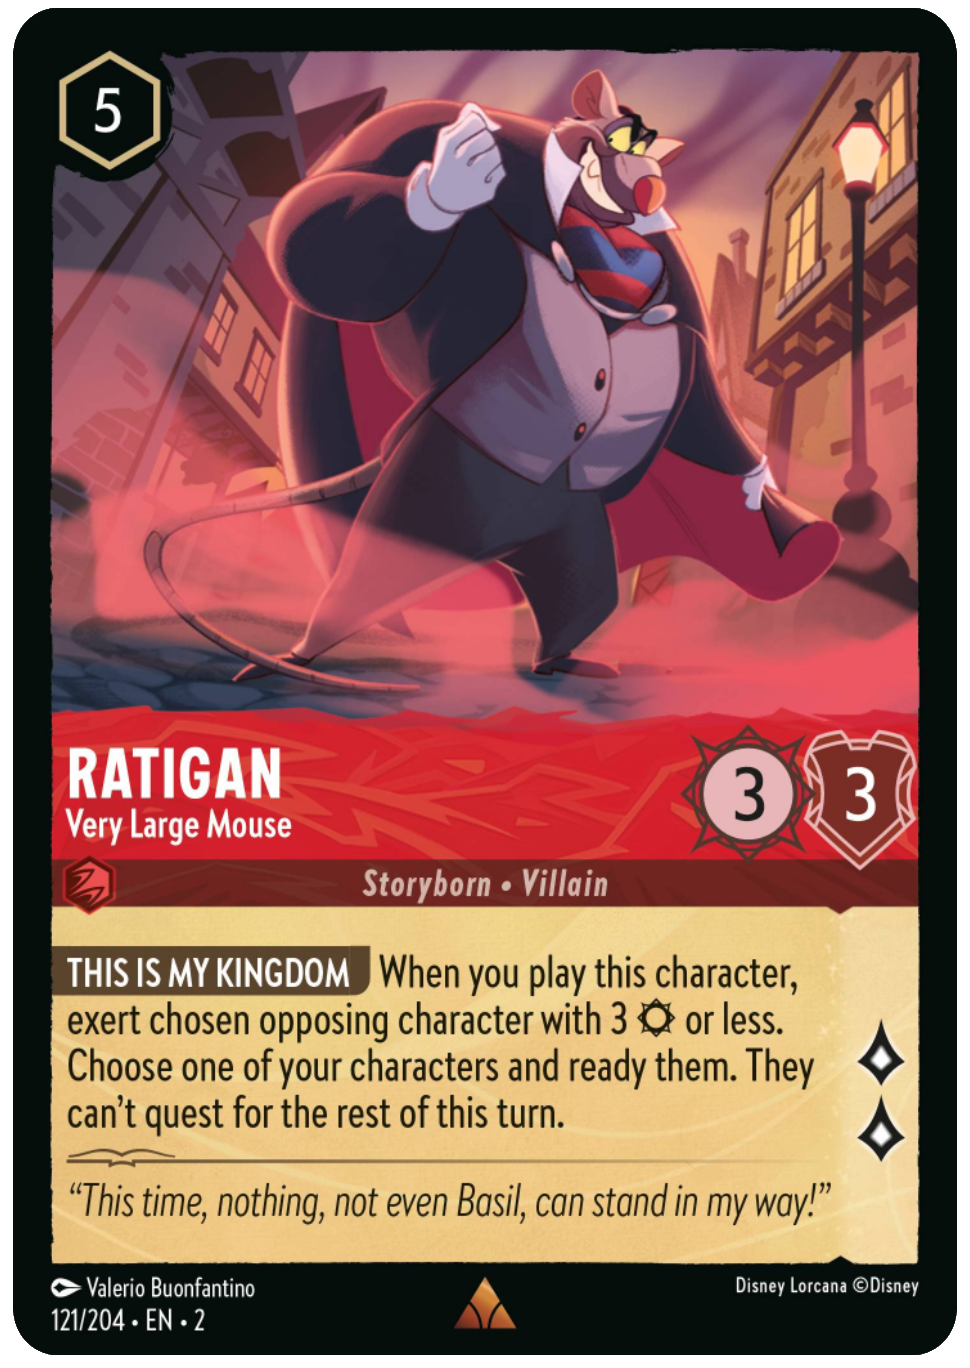 5
RATIGAN
Very Large Mouse
3
3
Storyborn • Villain
THIS IS MY KINGDOM When you play this character,
exert chosen opposing character with 3 or less.
Choose one of your characters and ready them. They
can't quest for the rest of this turn.
“This time, nothing, not even Basil, can stand in my way!”
Valerio Buonfantino
121/204 • EN • 2
Disney Lorcana ©Disney